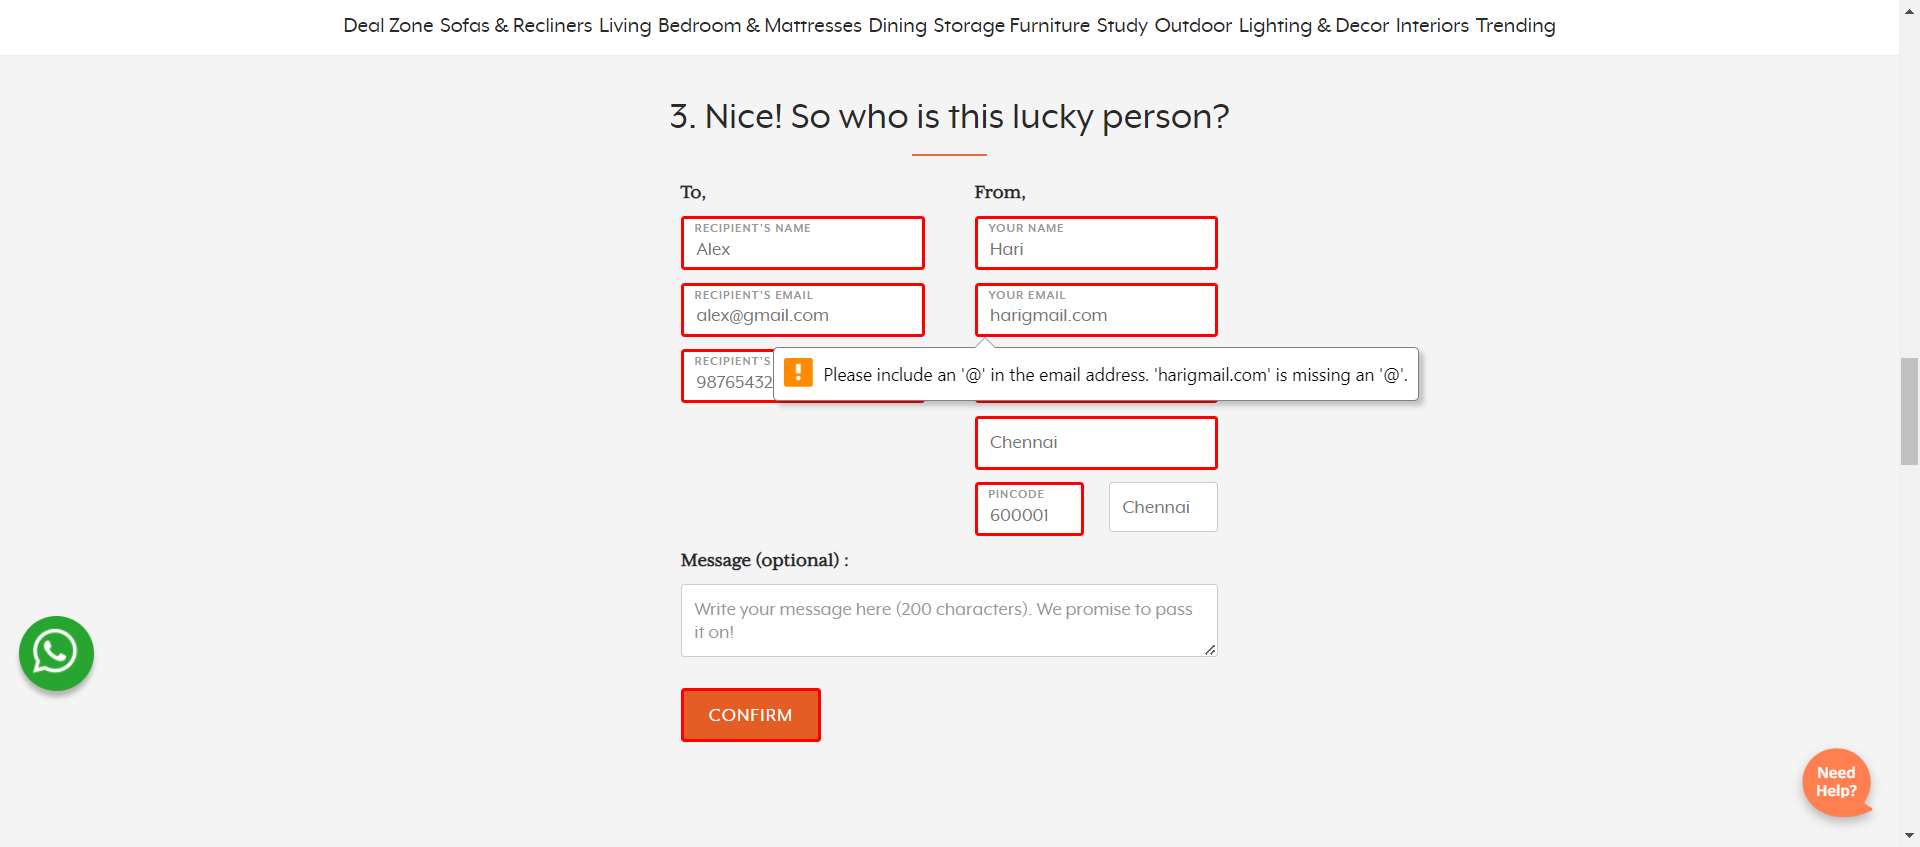 Deal Zone Sofas & Recliners Living Bedroom & Mattresses Dining Storage Furniture Study Outdoor Lighting & Decor Interiors Trending
3. Nice! So who is this lucky person?
To,
RECIPIENT'S NAME
Alex
RECIPIENT'S EMAIL
alex@gmail.com
RECIPIENT'S
98765432
From,
YOUR NAME
Hari
YOUR EMAIL
harigmail.com
Please include an '@' in the email address. 'harigmail.com' is missing an '@'.
Chennai
PINCODE
600001
Chennai
Message (optional) :
Write your message here (200 characters). We promise to pass
it on!
CONFIRM
Need
Help?